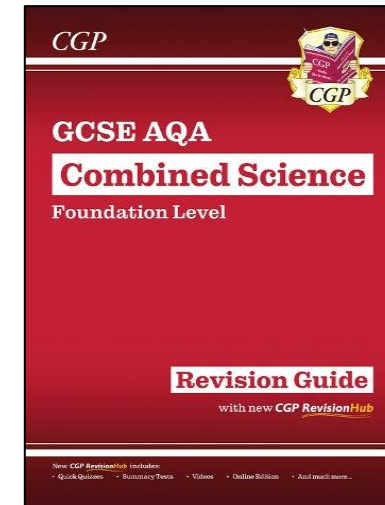 CGP
CGP
CGP
GCSE AQA
Combined Science
Foundation Level
Revision Guide
with new CGP RevisionHub
New CGP RevisionHub includes:
• Quick Quizzes • Summary Tests • Videos • Online Edition • And much more...